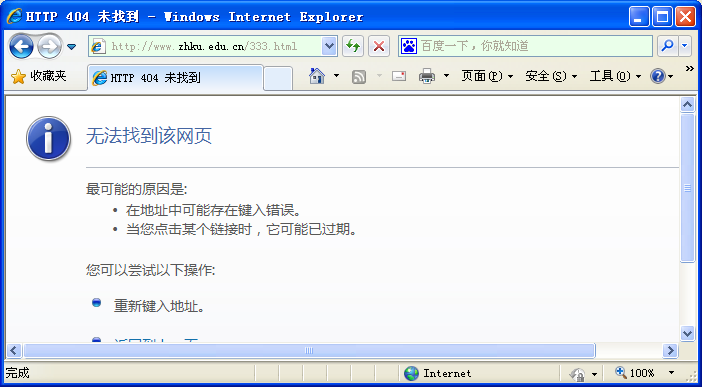 HTTP 404 未找到 - Windows Internet Explorer
http://www.zhku.edu.cn/333.html
百度一下，你就知道
收藏夹
HTTP 404 未找到
页面(P)
安全(S)
工具(O)
»
无法找到该网页
最可能的原因是:
• 在地址中可能存在键入错误。
• 当您点击某个链接时，它可能已过期。
您可以尝试以下操作:
重新键入地址。
完成
Internet
100%